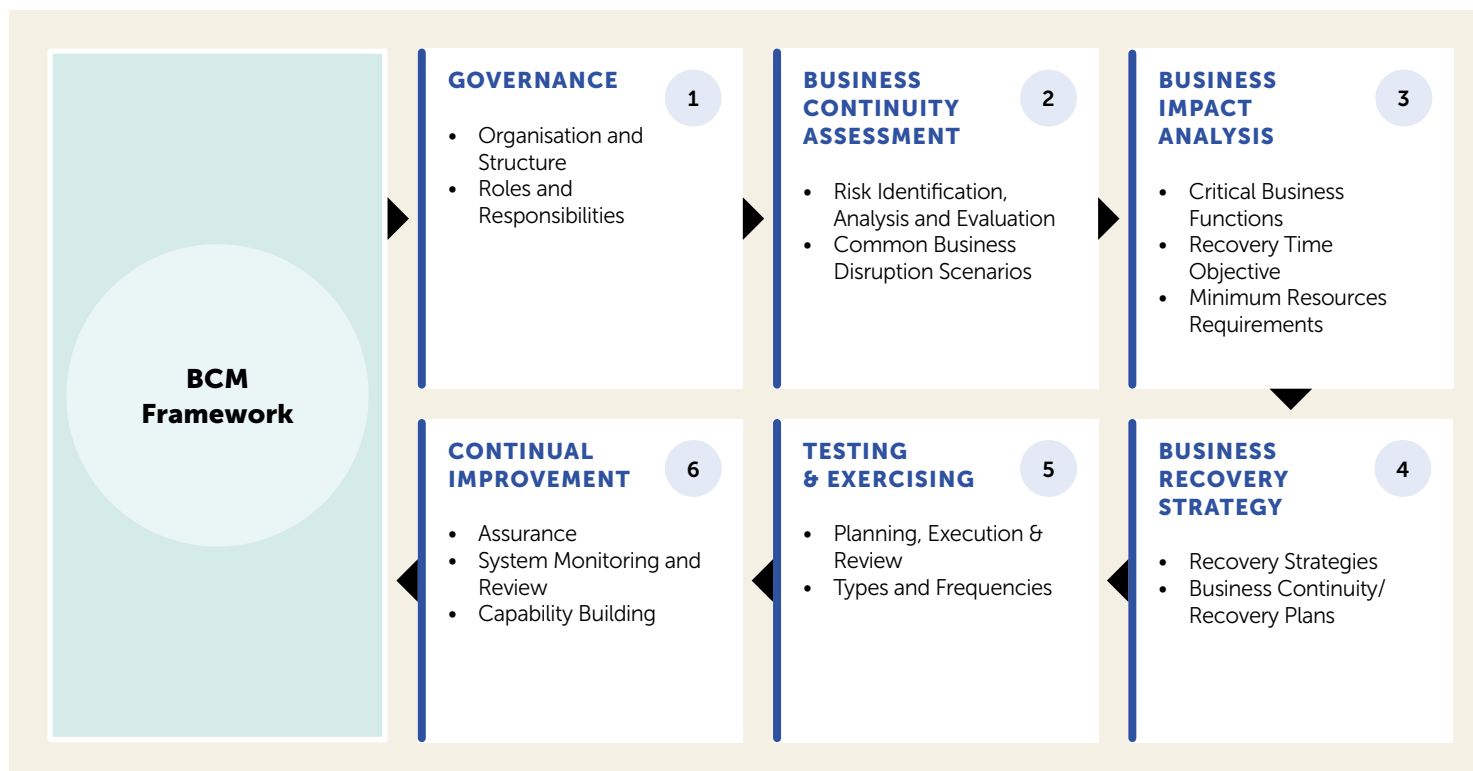 BCM
Framework
GOVERNANCE
1
• Organisation and
Structure
• Roles and
Responsibilities
BUSINESS
CONTINUITY
ASSESSMENT
2
• Risk Identification,
Analysis and Evaluation
• Common Business
Disruption Scenarios
BUSINESS
IMPACT
ANALYSIS
3
• Critical Business
Functions
• Recovery Time
Objective
• Minimum Resources
Requirements
BUSINESS
RECOVERY
STRATEGY
4
• Recovery Strategies
• Business Continuity/
Recovery Plans
TESTING
& EXERCISING
5
• Planning, Execution &
Review
• Types and Frequencies
CONTINUAL
IMPROVEMENT
6
• Assurance
• System Monitoring and
Review
• Capability Building